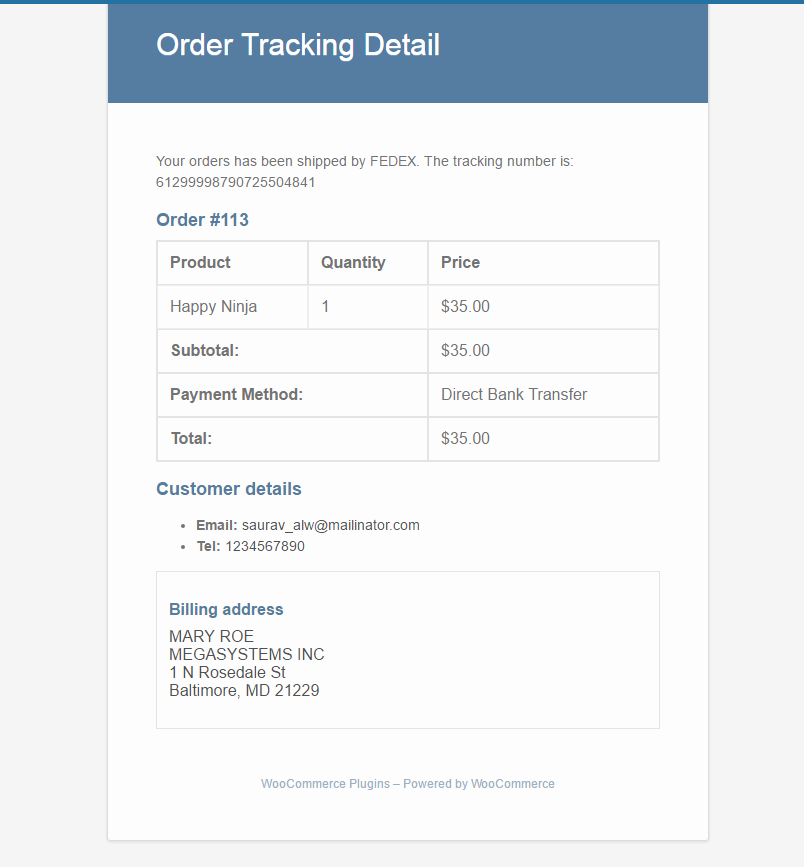 Order Tracking Detail
Your orders has been shipped by FEDEX. The tracking number is:
61299998790725504841
Order #113
Product Quantity Price
Happy Ninja 1 $35.00
Subtotal: $35.00
Payment Method: Direct Bank Transfer
Total: $35.00
Customer details
• Email: saurav_alw@mailinator.com
• Tel: 1234567890
Billing address
MARY ROE
MEGASYSTEMS INC
1 N Rosedale St
Baltimore, MD 21229
WooCommerce Plugins – Powered by WooCommerce